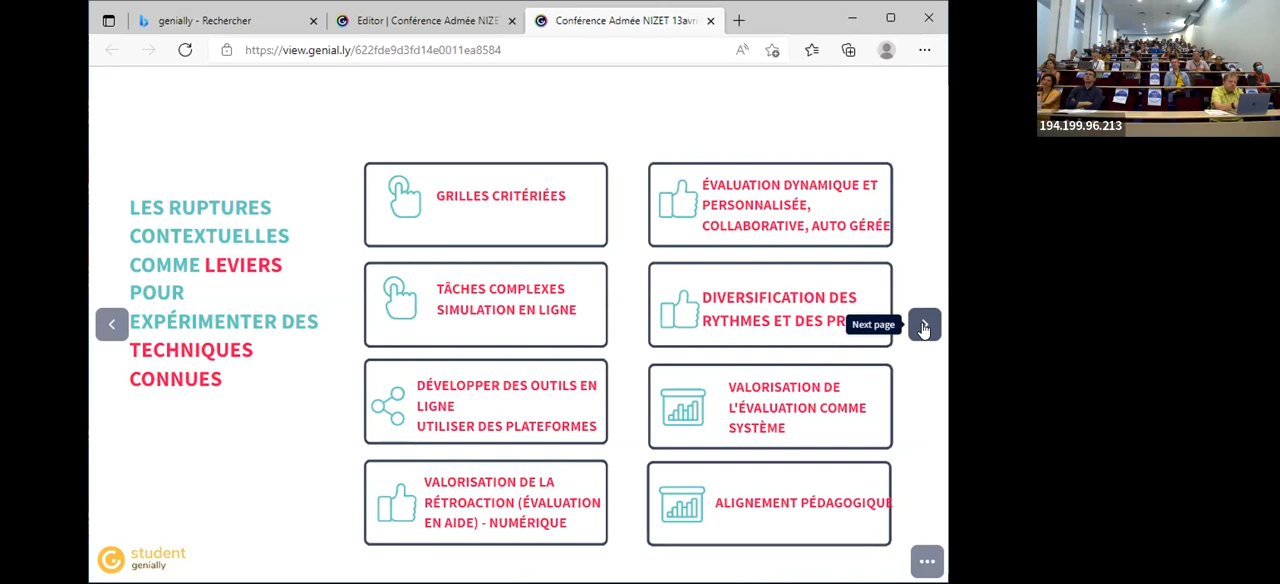 genially - Rechercher
Editor | Conférence Admée NIZE
Conférence Admée NIZET 13avri
https://view.genial.ly/622fde9d3fd14e0011ea8584
194.199.96.213
LES RUPTURES
CONTEXTUELLES
COMME LEVIERS
POUR
EXPÉRIMENTER DES
TECHNIQUES
CONNUES
GRILLES CRITÉRIÉES
TÂCHES COMPLEXES
SIMULATION EN LIGNE
DÉVELOPPER DES OUTILS EN
LIGNE
UTILISER DES PLATEFORMES
VALORISATION DE LA
RÉTROACTION (ÉVALUATION
EN AIDE) - NUMÉRIQUE
ÉVALUATION DYNAMIQUE ET
PERSONNALISÉE,
COLLABORATIVE, AUTO GÉRÉE
DIVERSIFICATION DES
RYTHMES ET DES PR
Next page
VALORISATION DE
L'ÉVALUATION COMME
SYSTÈME
ALIGNEMENT PÉDAGOGIQUE
student
genially